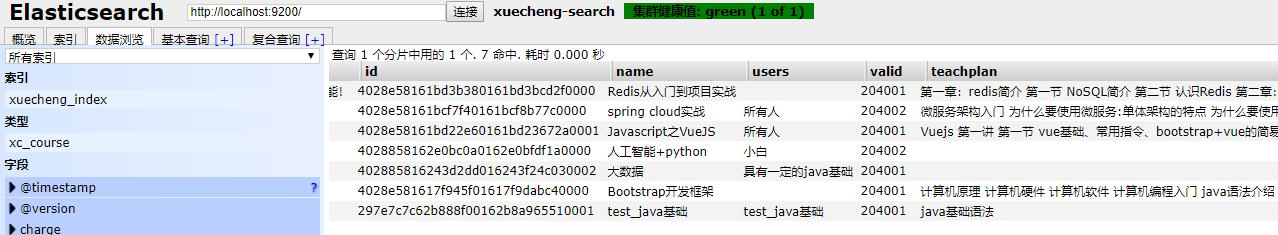 Elasticsearch http://localhost:9200/ 连接 xuecheng-search 集群健康值: green (1 of 1)
概览 索引 数据浏览 基本查询 [+] 复合查询 [+]
所有索引
索引
xuecheng_index
类型
xc_course
字段
@timestamp ?
@version
charge
查询 1 个分片中用的 1 个. 7 命中. 耗时 0.000 秒
id name users valid teachplan
能! 4028e58161bd3b380161bd3bcd2f0000 Redis从入门到项目实战 204001 第一章: redis简介 第一节 NoSQL简介 第二节 认识Redis 第二章:
4028e58161bcf7f40161bcf8b77c0000 spring cloud实战 所有人 204002 微服务架构入门 为什么要使用微服务:单体架构的特点 为什么要使
4028e58161bd22e60161bd23672a0001 Javascript之VueJS 所有人 204001 Vuejs 第一讲 第一节 vue基础、常用指令、bootstrap+vue的简易
4028858162e0bc0a0162e0bfdf1a0000 人工智能+python 小白 204002
402885816243d2dd016243f24c030002 大数据 具有一定的java基础 204001
4028e581617f945f01617f9dabc40000 Bootstrap开发框架 204001 计算机原理 计算机硬件 计算机软件 计算机编程入门 java语法介绍
297e7c7c62b888f00162b8a965510001 test_java基础 test_java基础 204001 java基础语法